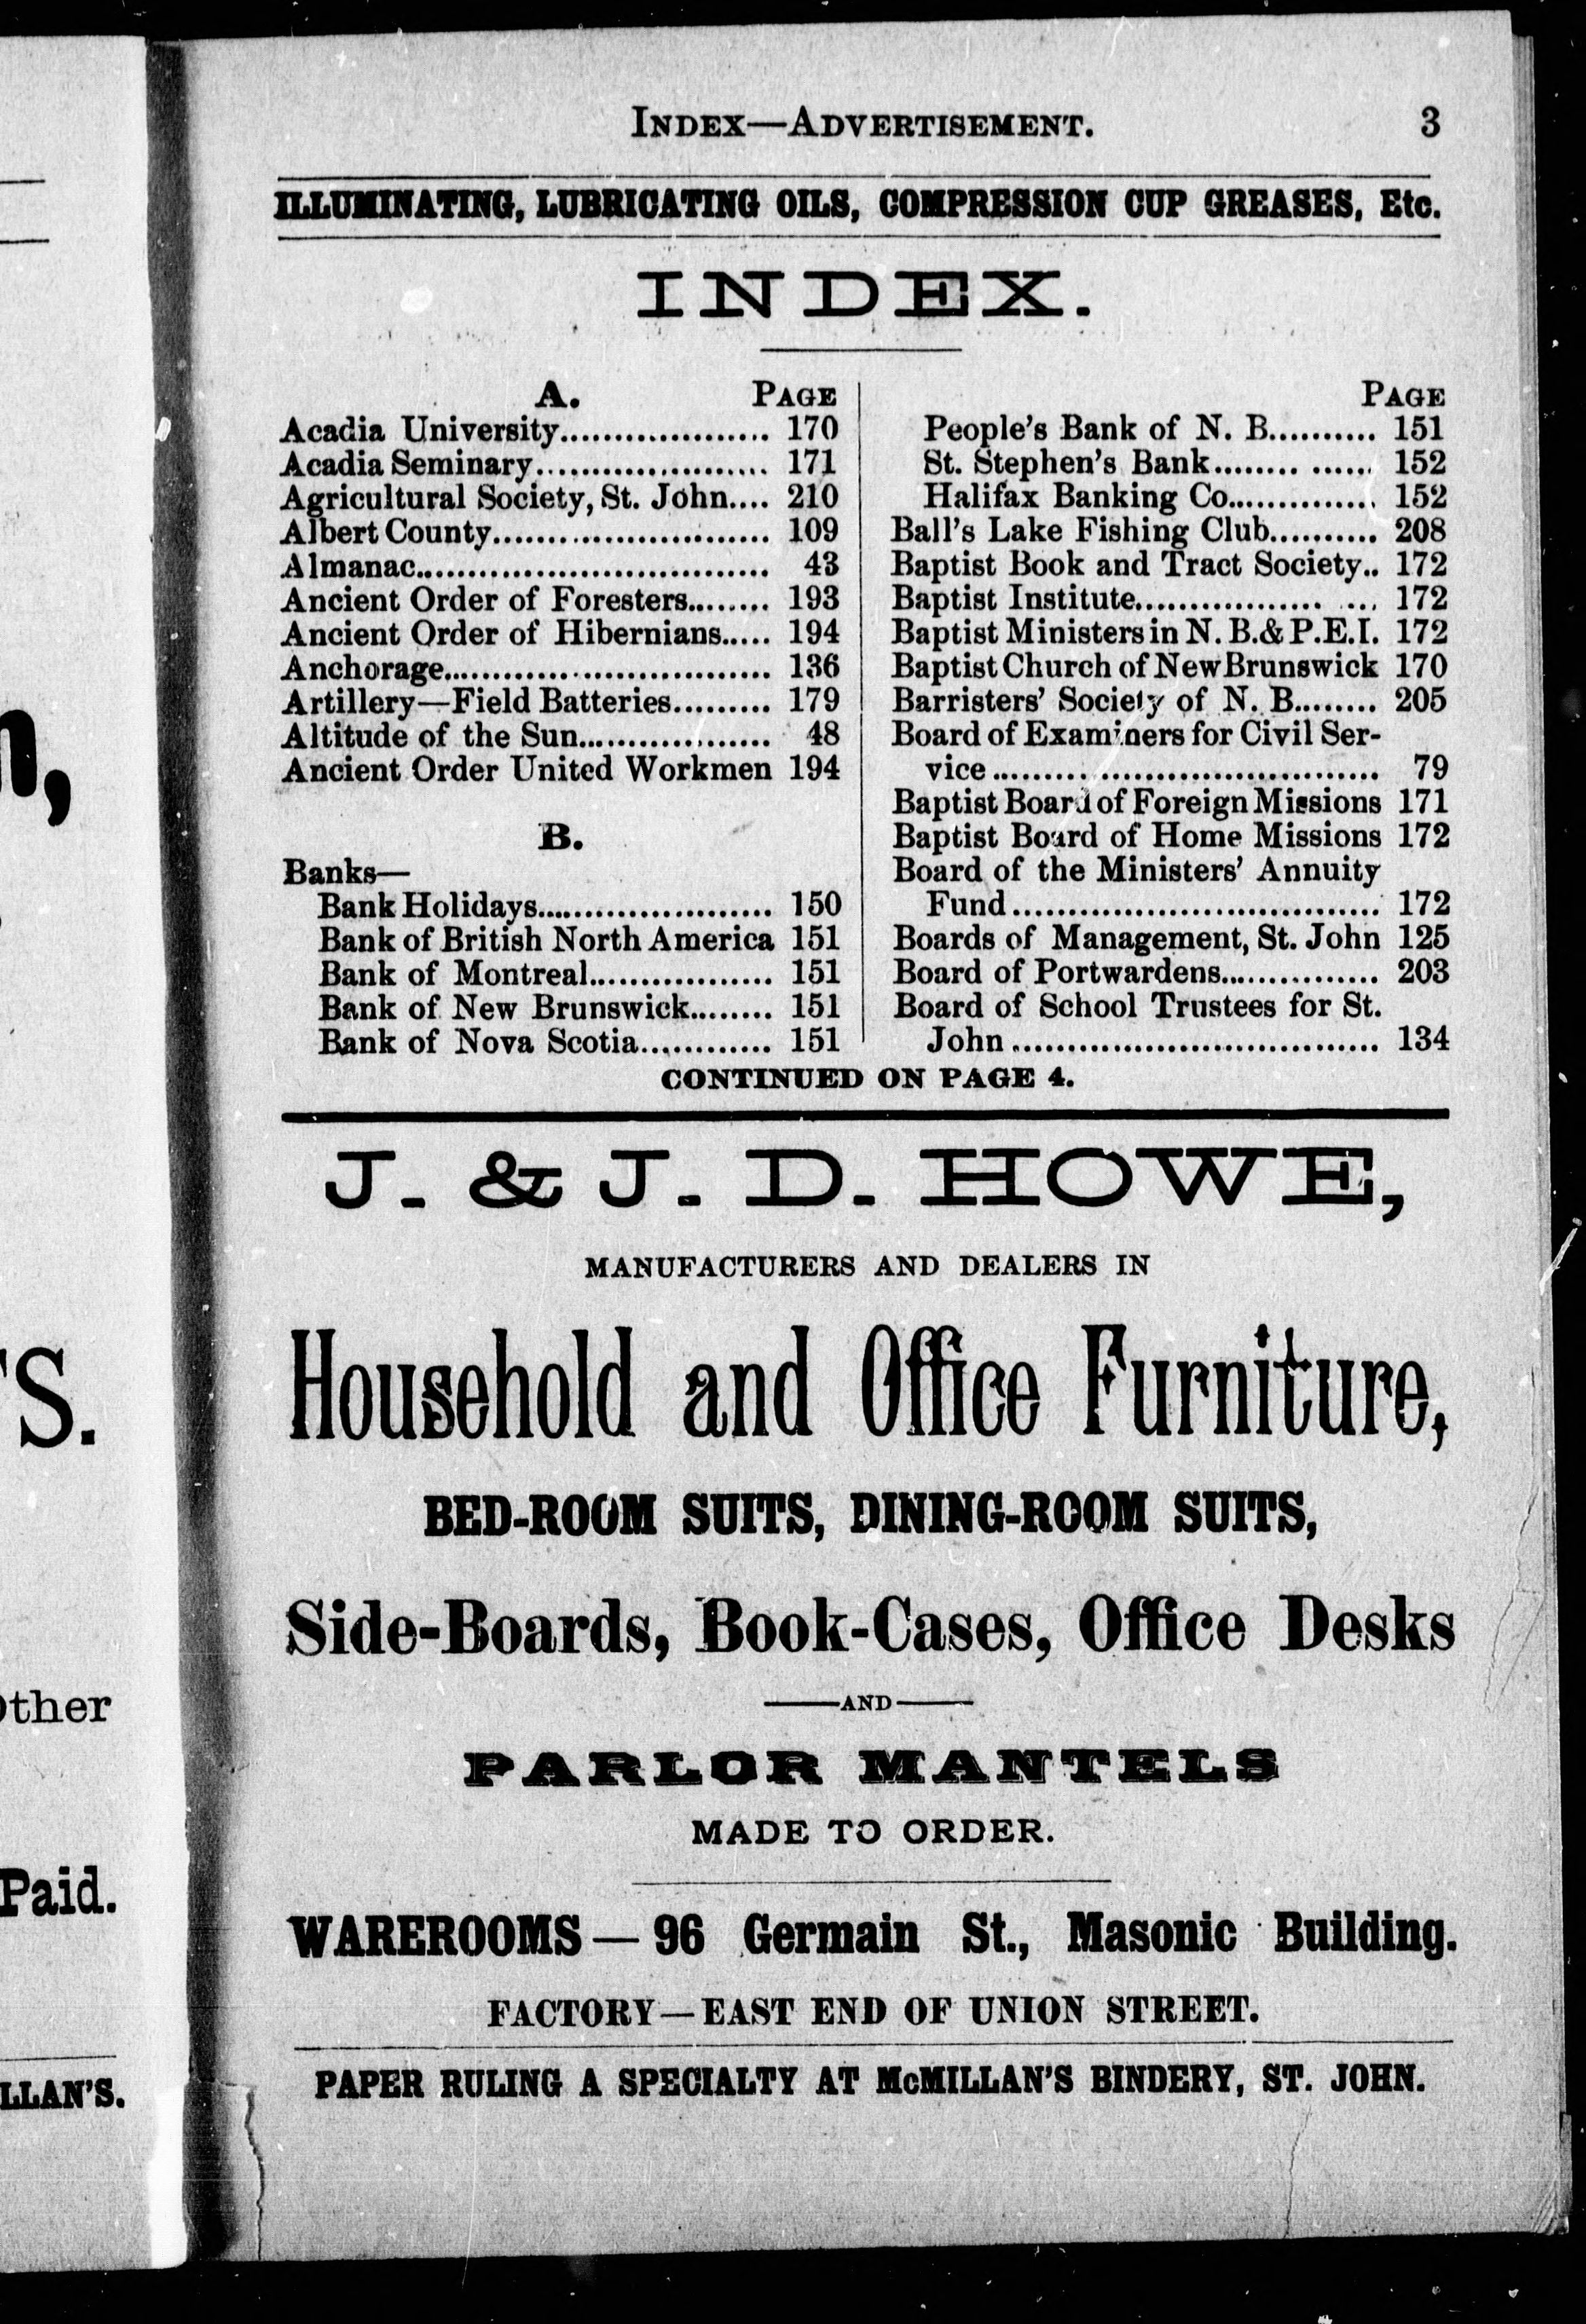 INDEX—ADVERTISEMENT. 3
ILLUMINATING, LUBRICATING OILS, COMPRESSION CUP GREASES, Etc.
INDEX.
A. PAGE
Acadia University.................... 170
Acadia Seminary...................... 171
Agricultural Society, St. John.... 210
Albert County.......................... 109
Almanac.................................. 43
Ancient Order of Foresters........ 193
Ancient Order of Hibernians..... 194
Anchorage............................... 136
Artillery—Field Batteries......... 179
Altitude of the Sun.................. 48
Ancient Order United Workmen 194
B.
Banks—
Bank Holidays...................... 150
Bank of British North America 151
Bank of Montreal................. 151
Bank of New Brunswick........ 151
Bank of Nova Scotia............. 151
PAGE
People's Bank of N. B.......... 151
St. Stephen's Bank........ ...... 152
Halifax Banking Co.............. 152
Ball's Lake Fishing Club.......... 208
Baptist Book and Tract Society.. 172
Baptist Institute................. .... 172
Baptist Ministers in N. B. & P.E.I. 172
Baptist Church of New Brunswick 170
Barristers' Society of N. B........ 205
Board of Examiners for Civil Ser-
vice.................................... 79
Baptist Board of Foreign Missions 171
Baptist Board of Home Missions 172
Board of the Ministers' Annuity
Fund................................... 172
Boards of Management, St. John 125
Board of Portwardens............... 203
Board of School Trustees for St.
John................................... 134
CONTINUED ON PAGE 4.
J. & J. D. HOWE,
MANUFACTURERS AND DEALERS IN
Household and Office Furniture,
BED-ROOM SUITS, DINING-ROOM SUITS,
Side-Boards, Book-Cases, Office Desks
—AND—
PARLOR MANTELS
MADE TO ORDER.
WAREROOMS — 96 Germain St., Masonic Building.
FACTORY—EAST END OF UNION STREET.
PAPER RULING A SPECIALTY AT McMILLAN'S BINDERY, ST. JOHN.
Paid.